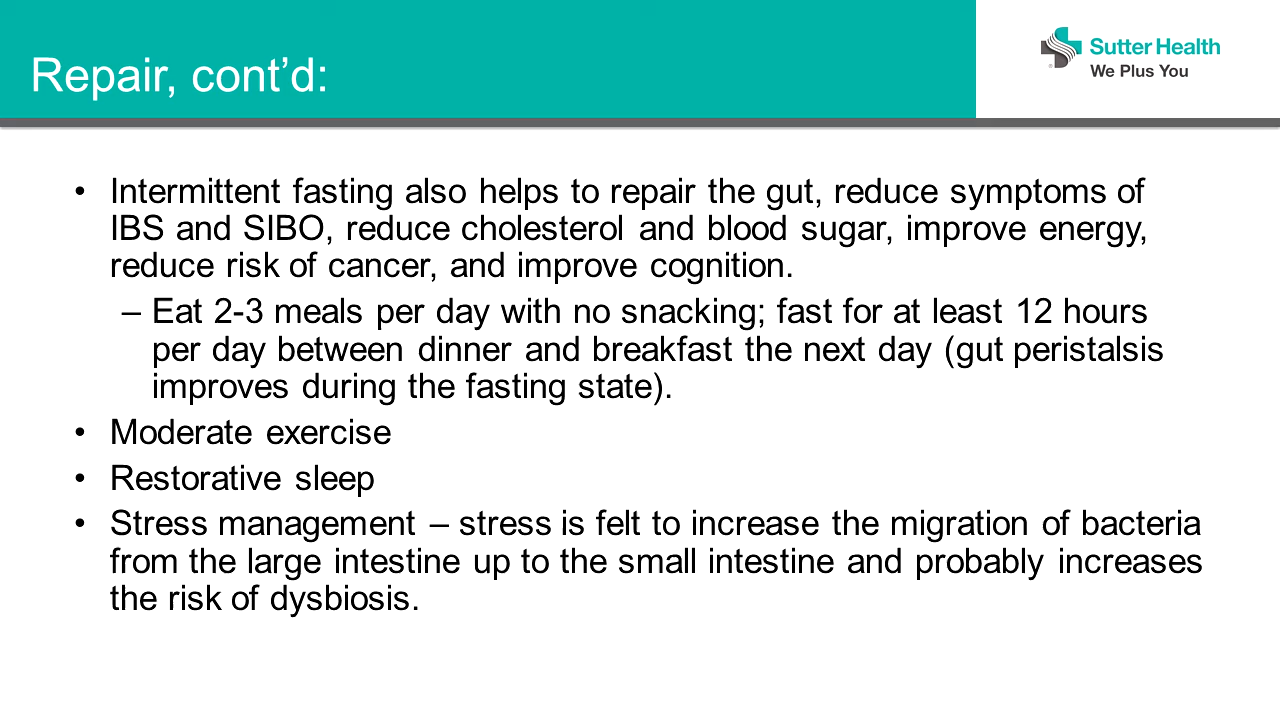 Repair, cont’d:
Sutter Health
We Plus You
• Intermittent fasting also helps to repair the gut, reduce symptoms of
IBS and SIBO, reduce cholesterol and blood sugar, improve energy,
reduce risk of cancer, and improve cognition.
– Eat 2-3 meals per day with no snacking; fast for at least 12 hours
per day between dinner and breakfast the next day (gut peristalsis
improves during the fasting state).
• Moderate exercise
• Restorative sleep
• Stress management – stress is felt to increase the migration of bacteria
from the large intestine up to the small intestine and probably increases
the risk of dysbiosis.